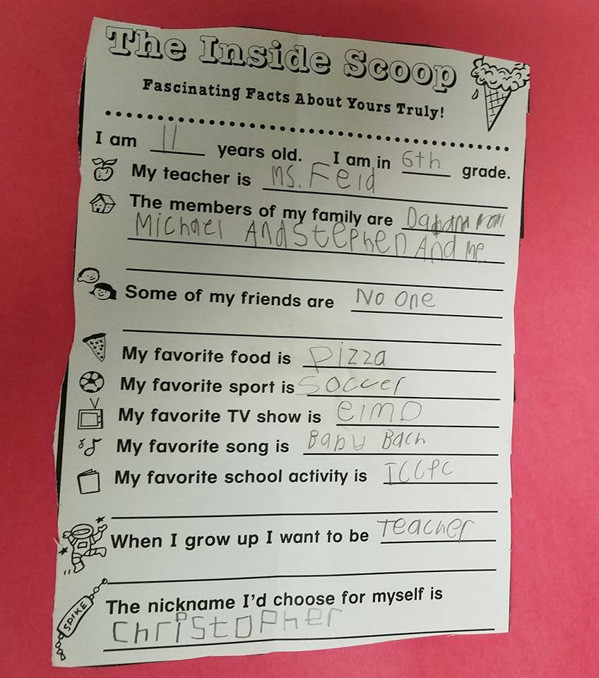 The Inside Scoop
Fascinating Facts About Yours Truly!
I am 11 years old. I am in 6th grade.
My teacher is Ms. Feld
The members of my family are
Michael And Stephen And me
Some of my friends are No one
My favorite food is pizza
My favorite sport is Soccer
My favorite TV show is elmo
My favorite song is Baby Bach
My favorite school activity is
When I grow up I want to be Teacher
SPIKE
The nickname I'd choose for myself is
Christopher